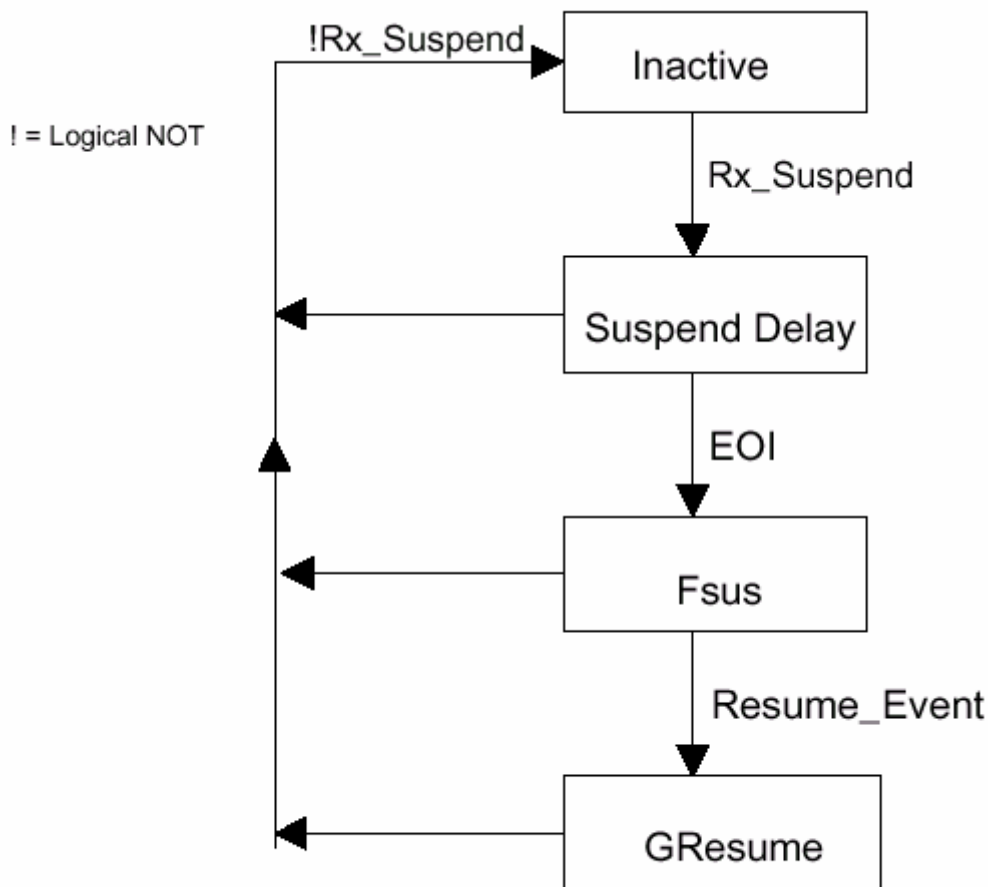 !Rx_Suspend
Inactive
! = Logical NOT
Rx_Suspend
Suspend Delay
EOI
Fsus
Resume_Event
GResume